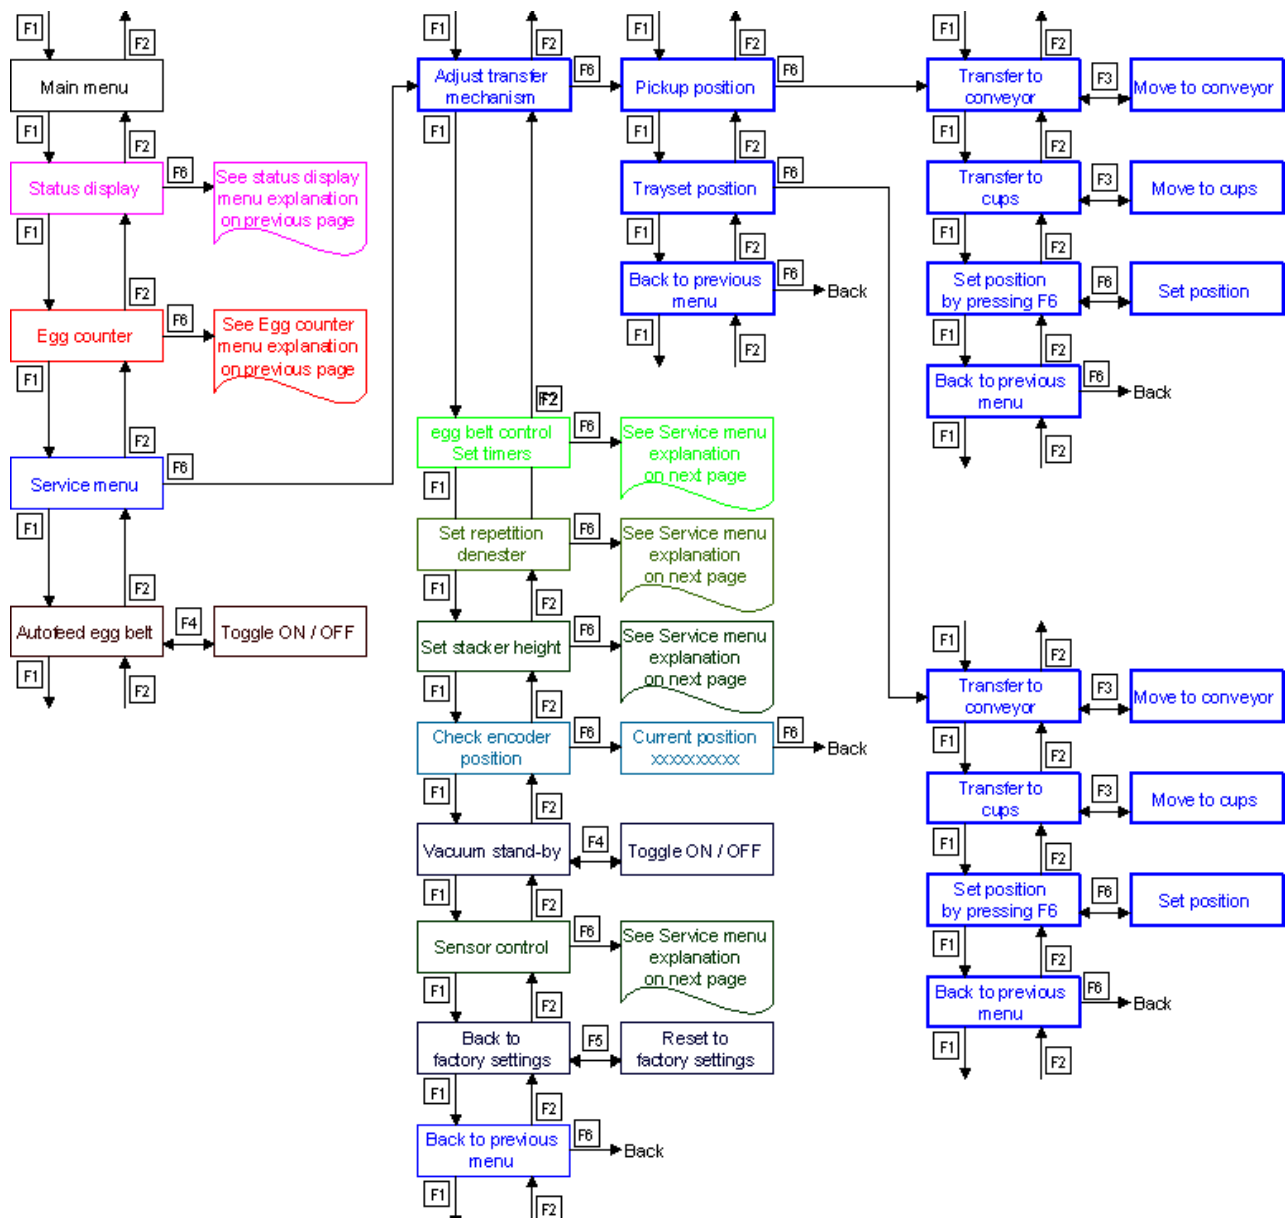 F1
F2
Main menu
F1
F2
Status display
F6
See status display
menu explanation
on previous page
F1
F2
Egg counter
F6
See Egg counter
menu explanation
on previous page
F1
F2
Service menu
F6
F1
F2
Autofeed egg belt
F4
Toggle ON / OFF
F1
F2
F1
F2
Adjust transfer
mechanism
F6
F1
F2
egg belt control
Set timers
F6
See Service menu
explanation
on next page
F1
Set repetition
denester
F6
See Service menu
explanation
on next page
F1
F2
Set stacker height
F6
See Service menu
explanation
on next page
F1
F2
Check encoder
position
F6
Current position
xxxxxxxxxx
F6
Back
F1
F2
Vacuum stand-by
F4
Toggle ON / OFF
F1
F2
Sensor control
F6
See Service menu
explanation
on next page
F1
F2
Back to
factory settings
F5
Reset to
factory settings
F1
F2
Back to previous
menu
F6
Back
F1
F2
F1
F2
Pickup position
F6
F1
F2
Trayset position
F6
F1
F2
Back to previous
menu
F6
Back
F1
F2
F1
F2
Transfer to
conveyor
F3
Move to conveyor
F1
F2
Transfer to
cups
F3
Move to cups
F1
F2
Set position
by pressing F6
F6
Set position
F1
F2
Back to previous
menu
F6
Back
F1
F2
F1
F2
Transfer to
conveyor
F3
Move to conveyor
F1
F2
Transfer to
cups
F3
Move to cups
F1
F2
Set position
by pressing F6
F6
Set position
F1
F2
Back to previous
menu
F6
Back
F1
F2